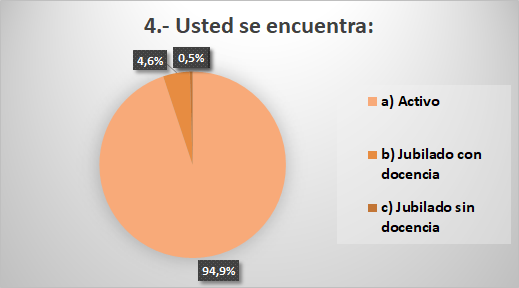 4.- Usted se encuentra:
4,6%
0,5%
94,9%
a) Activo
b) Jubilado con
docencia
c) Jubilado sin
docencia